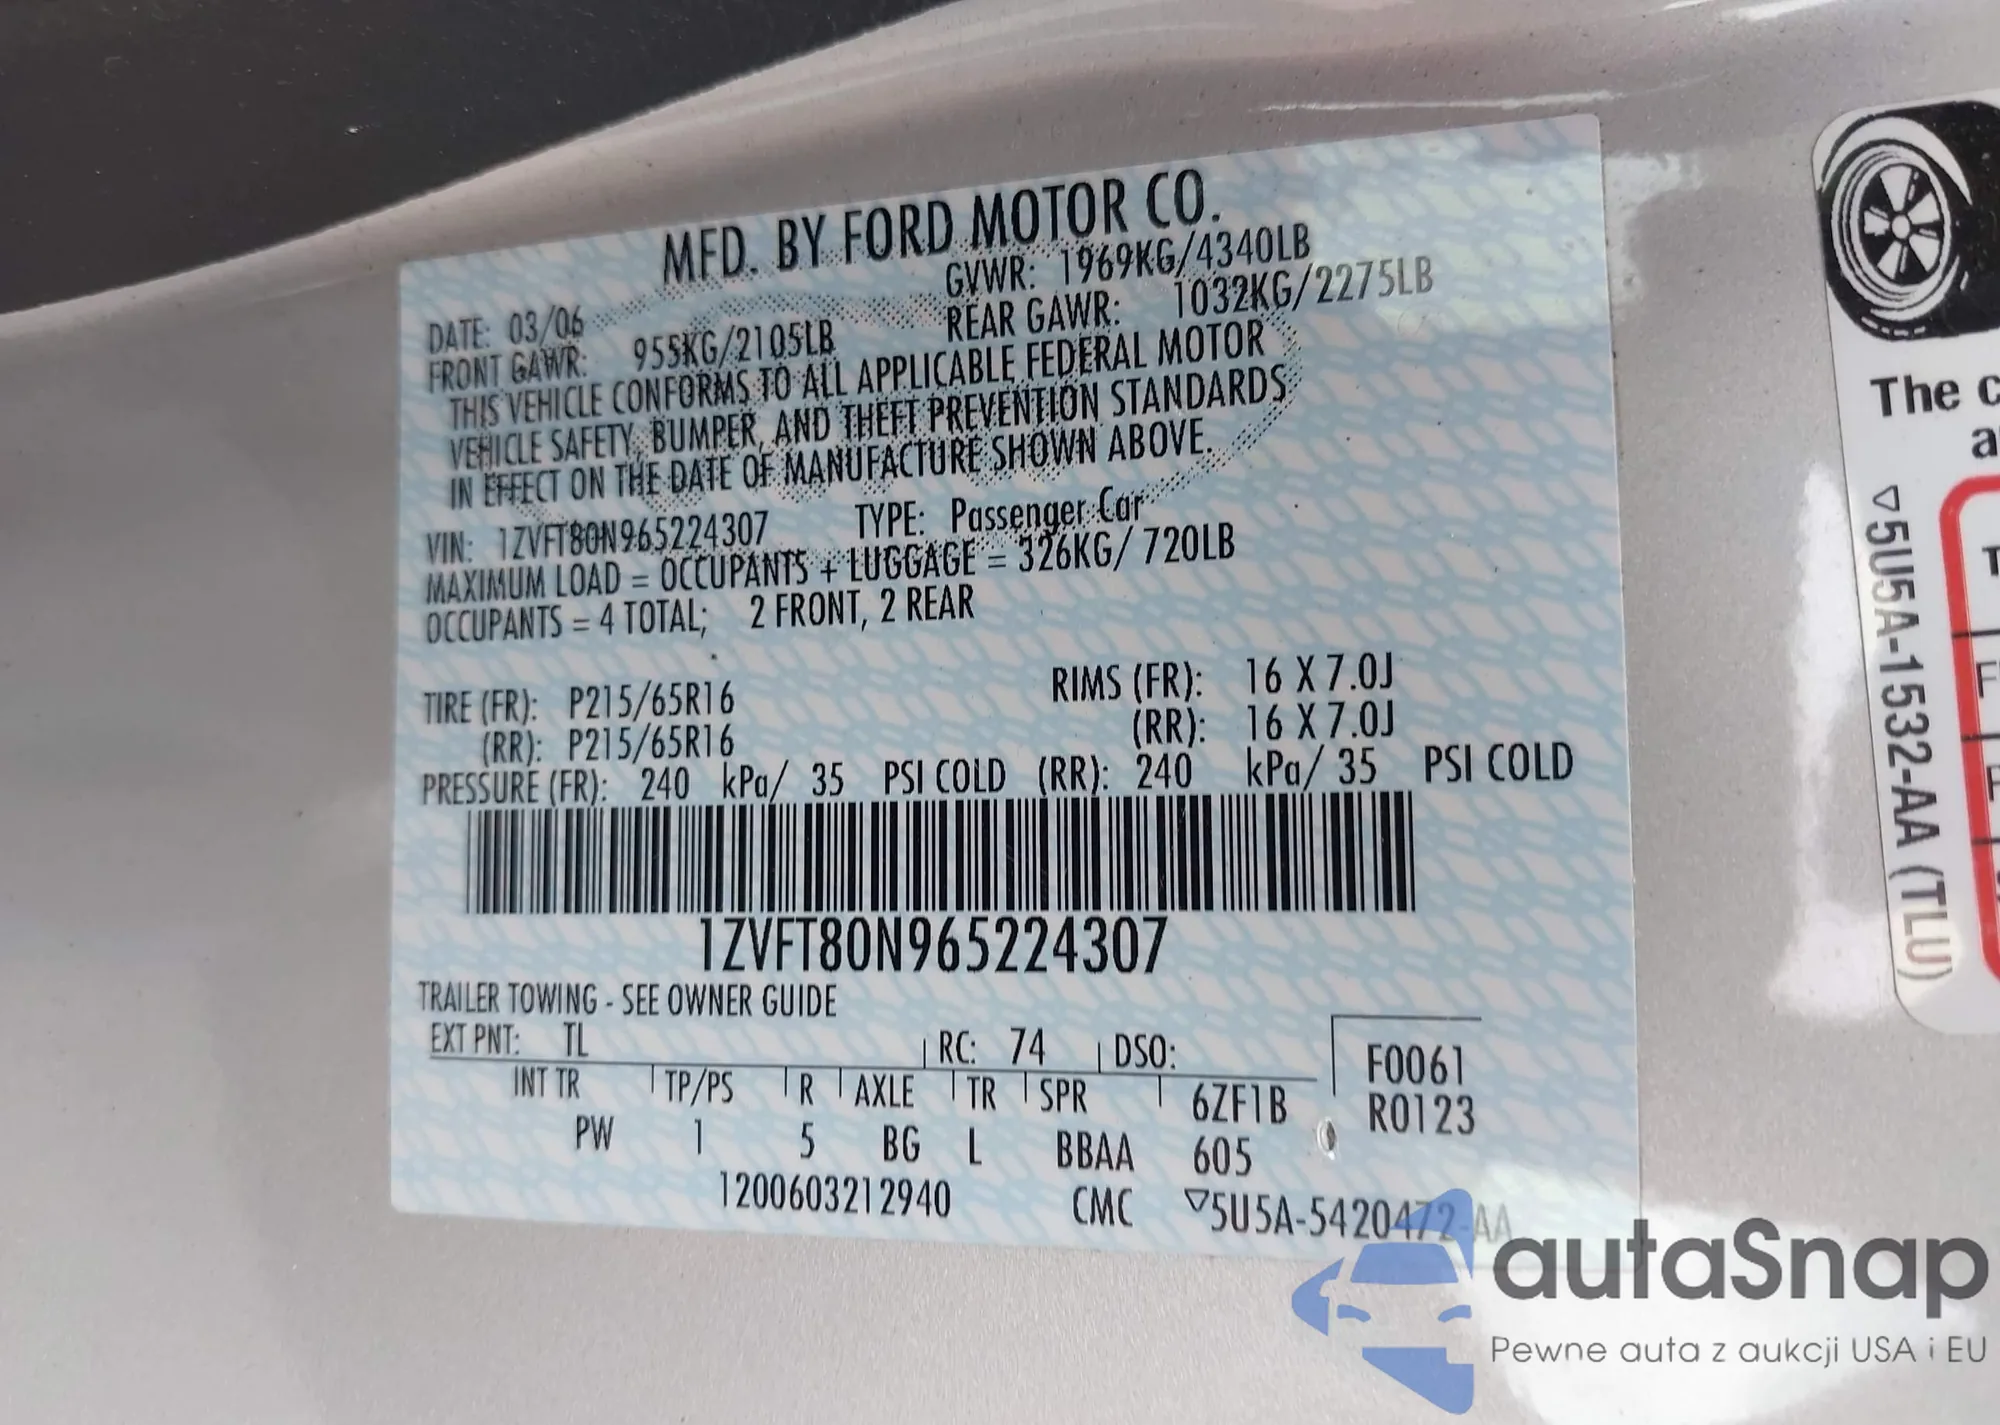 MFD. BY FORD MOTOR CO.
DATE: 03/06 GVWR: 1969KG/4340LB
FRONT GAWR: 955KG/2105LB REAR GAWR: 1032KG/2275LB
THIS VEHICLE CONFORMS TO ALL APPLICABLE FEDERAL MOTOR
VEHICLE SAFETY, BUMPER, AND THEFT PREVENTION STANDARDS
IN EFFECT ON THE DATE OF MANUFACTURE SHOWN ABOVE.
VIN: 1ZVFT80N965224307 TYPE: Passenger Car
MAXIMUM LOAD = OCCUPANTS + LUGGAGE = 326KG/ 720LB
OCCUPANTS = 4 TOTAL; 2 FRONT, 2 REAR
TIRE (FR): P215/65R16 RIMS (FR): 16 X 7.0J
(RR): P215/65R16 (RR): 16 X 7.0J
PRESSURE (FR): 240 kPa/ 35 PSI COLD (RR): 240 kPa/ 35 PSI COLD
1ZVFT80N965224307
TRAILER TOWING - SEE OWNER GUIDE
EXT PNT: TL RC: 74 DSO: F0061
INT TR TP/PS R AXLE TR SPR 6ZF1B R0123
PW 1 5 BG L BBAA 605
1200603212940 CMC ▽5U5A-5420472-AA
The
▽5U5A-1532-AA (TLU)
autaSnap
Pewne auta z aukcji USA i EU